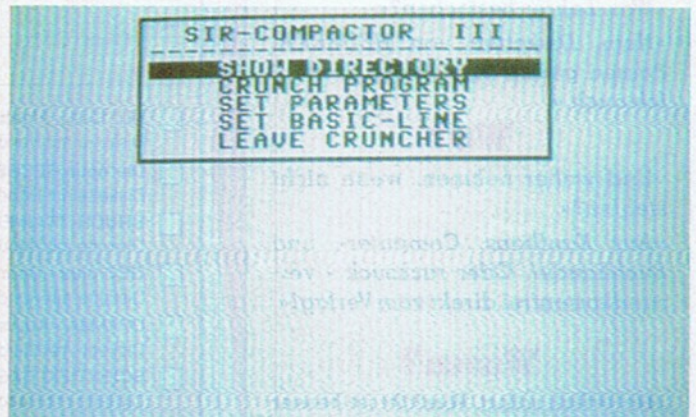 SIR-COMPACTOR III
SHOW DIRECTORY
CRUNCH PROGRAM
SET PARAMETERS
SET BASIC-LINE
LEAVE CRUNCHER